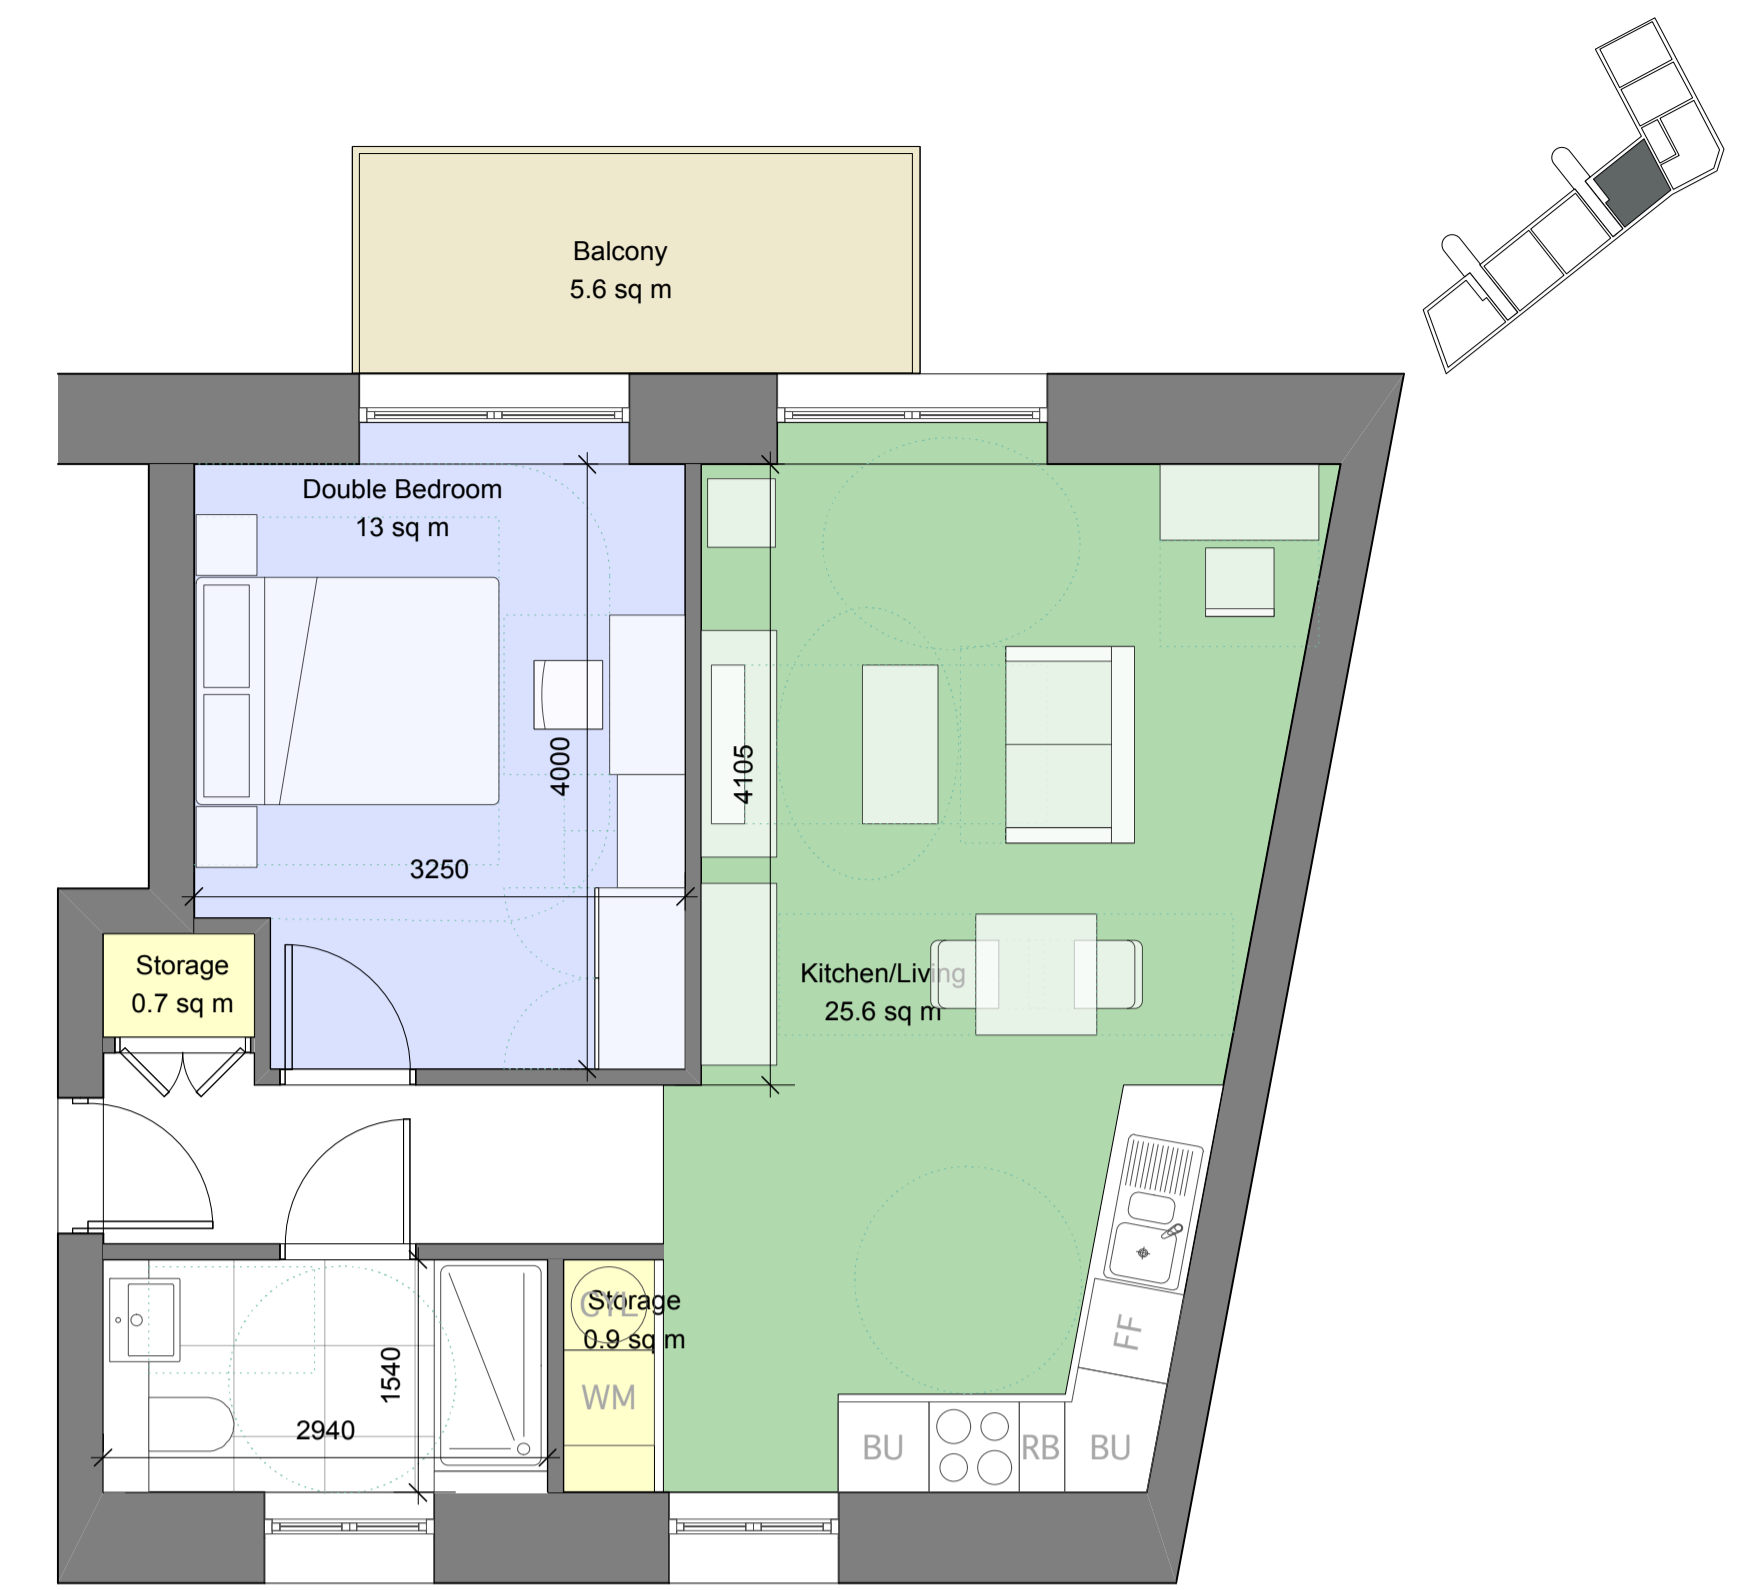 Balcony
5.6 sq m
Double Bedroom
13 sq m
4000
4105
3250
Storage
0.7 sq m
Kitchen/Living
25.6 sq m
CYL
Storage
0.9 sq m
FF
1540
WM
2940
BU
RB
BU